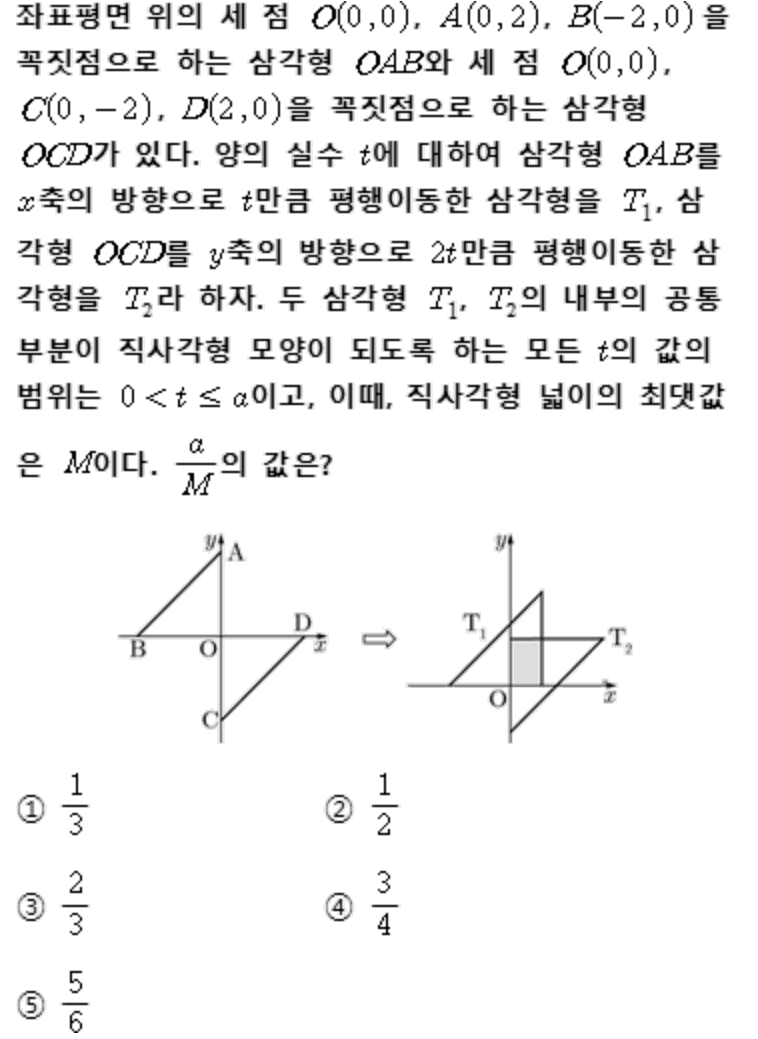 좌표평면 위의 세 점 O(0,0), A(0,2), B(−2,0)을
꼭짓점으로 하는 삼각형 OAB와 세 점 O(0,0),
C(0,−2), D(2,0)을 꼭짓점으로 하는 삼각형
OCD가 있다. 양의 실수 t에 대하여 삼각형 OAB를
x축의 방향으로 t만큼 평행이동한 삼각형을 T₁, 삼
각형 OCD를 y축의 방향으로 2t만큼 평행이동한 삼
각형을 T₂라 하자. 두 삼각형 T₁, T₂의 내부의 공통
부분이 직사각형 모양이 되도록 하는 모든 t의 값의
범위는 0<t≤a이고, 이때, 직사각형 넓이의 최댓값
은 M이다. a/M의 값은?
y A
B O D x
C
y
T₁ T₂
O x
① 1/3 ② 1/2
③ 2/3 ④ 3/4
⑤ 5/6